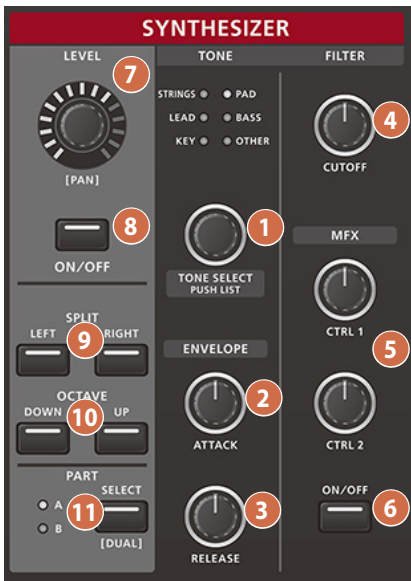 SYNTHESIZER
LEVEL TONE FILTER
7
STRINGS PAD
LEAD BASS
KEY OTHER
4
[PAN]
CUTOFF
8
1
MFX
ON/OFF
TONE SELECT
PUSH LIST
SPLIT
LEFT RIGHT
9
CTRL 1
ENVELOPE
5
OCTAVE
DOWN UP
10
2
ATTACK
CTRL 2
PART
SELECT
A
B
11
[DUAL]
3
RELEASE
ON/OFF
6